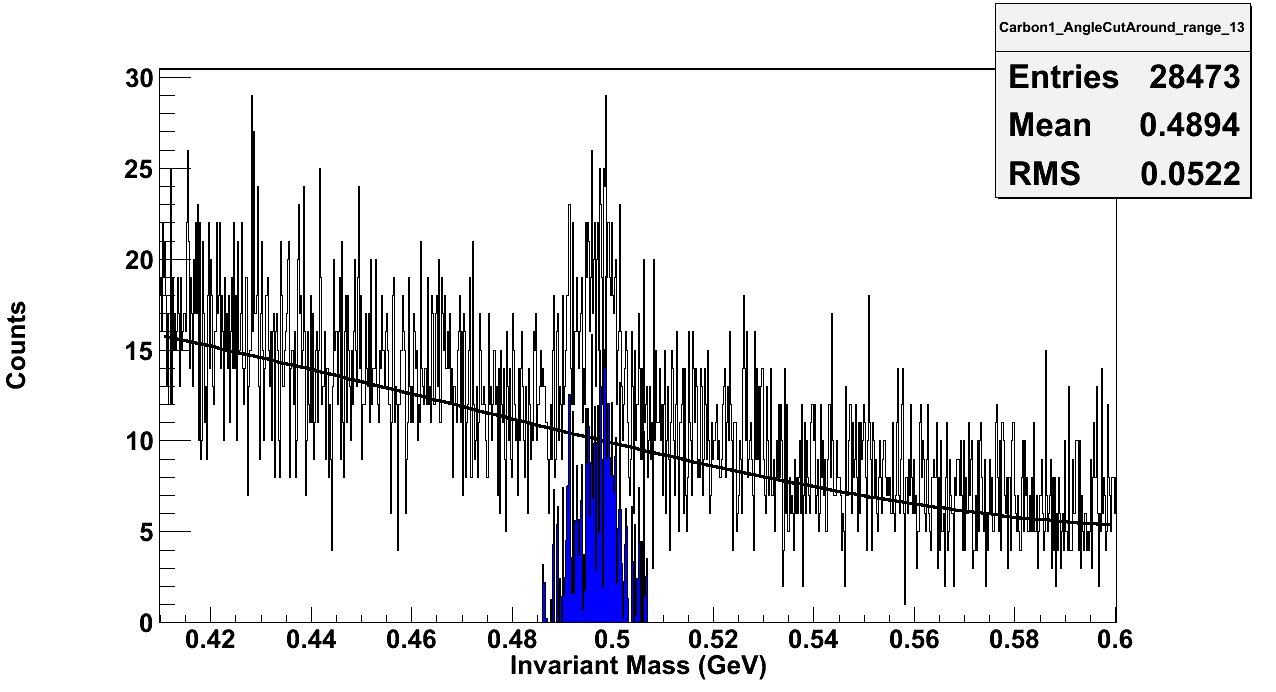 Carbon1_AngleCutAround_range_13
Entries 28473
Mean 0.4894
RMS 0.0522
30
25
20
15
10
5
0
Counts
0.42 0.44 0.46 0.48 0.5 0.52 0.54 0.56 0.58 0.6
Invariant Mass (GeV)